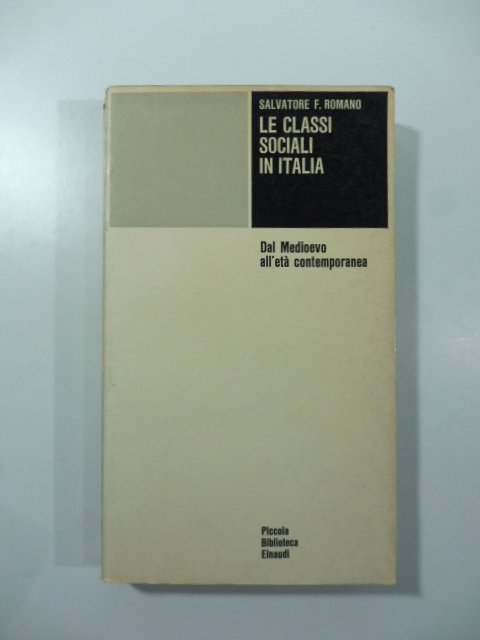 SALVATORE F. ROMANO
LE CLASSI
SOCIALI
IN ITALIA
Dal Medioevo
all'età contemporanea
Piccola
Biblioteca
Einaudi